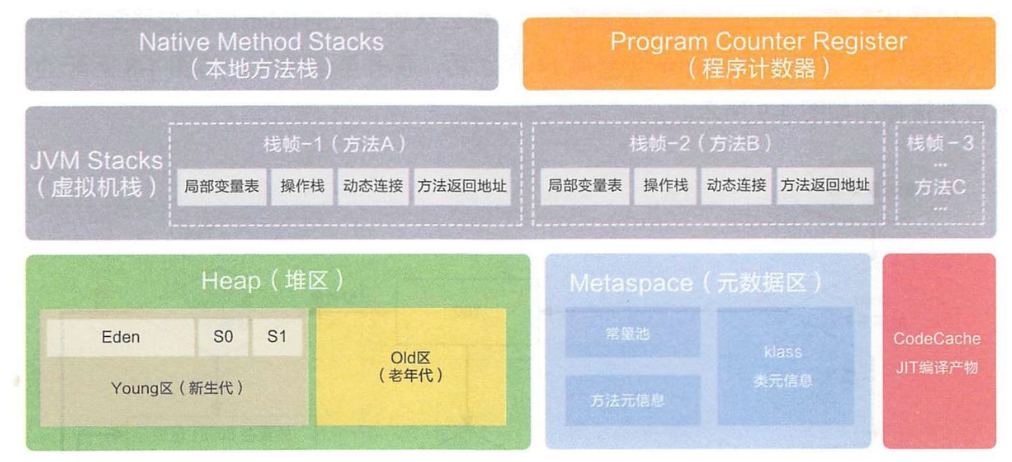 Native Method Stacks
(本地方法栈)
Program Counter Register
(程序计数器)
JVM Stacks
(虚拟机栈)
栈帧-1(方法A)
局部变量表
操作栈
动态连接
方法返回地址
栈帧-2(方法B)
局部变量表
操作栈
动态连接
方法返回地址
栈帧-3
...
方法C
...
Heap(堆区)
Eden
S0
S1
Young区(新生代)
Old区
(老年代)
Metaspace(元数据区)
常量池
方法元信息
klass
类元信息
CodeCache
JIT编译产物